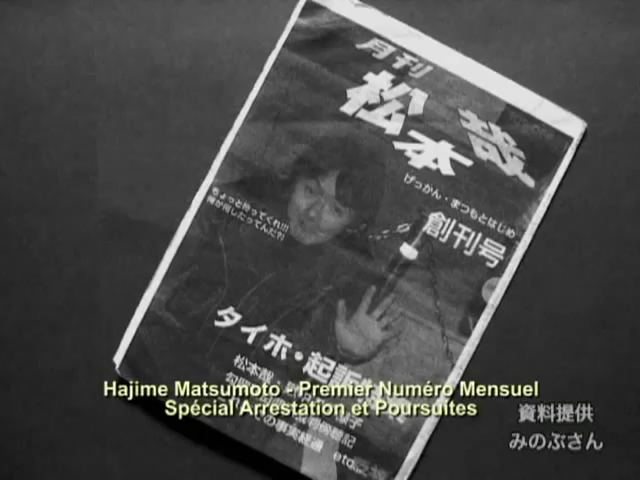 月刊
松本哉
げっかん・まつもとはじめ
創刊号
ちょっと待ってくれ!!!
俺が何したってんだ?!
タイホ・起訴
松本哉
etc
Hajime Matsumoto - Premier Numéro Mensuel
Spécial Arrestation et Poursuites
資料提供
みのぶさん